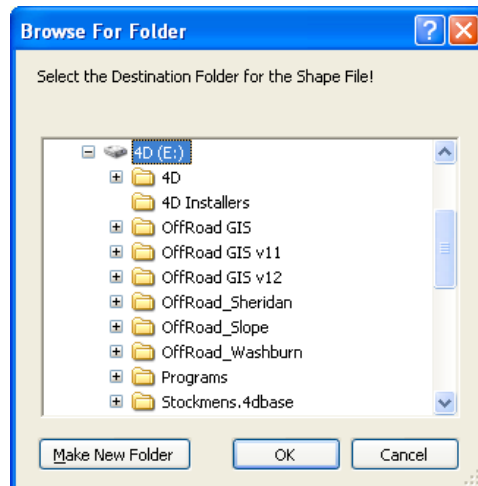 Browse For Folder
Select the Destination Folder for the Shape File!
4D (E:)
4D
4D Installers
OffRoad GIS
OffRoad GIS v11
OffRoad GIS v12
OffRoad_Sheridan
OffRoad_Slope
OffRoad_Washburn
Programs
Stockmens.4dbase
Make New Folder OK Cancel